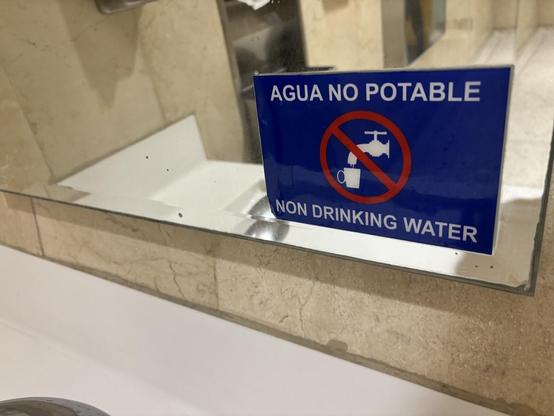 AGUA NO POTABLE
NON DRINKING WATER